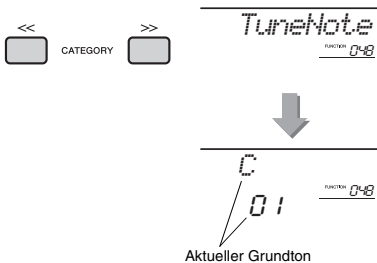 << >>
CATEGORY
TuneNote
FUNCTION 048
C
01
FUNCTION 048
Aktueller Grundton